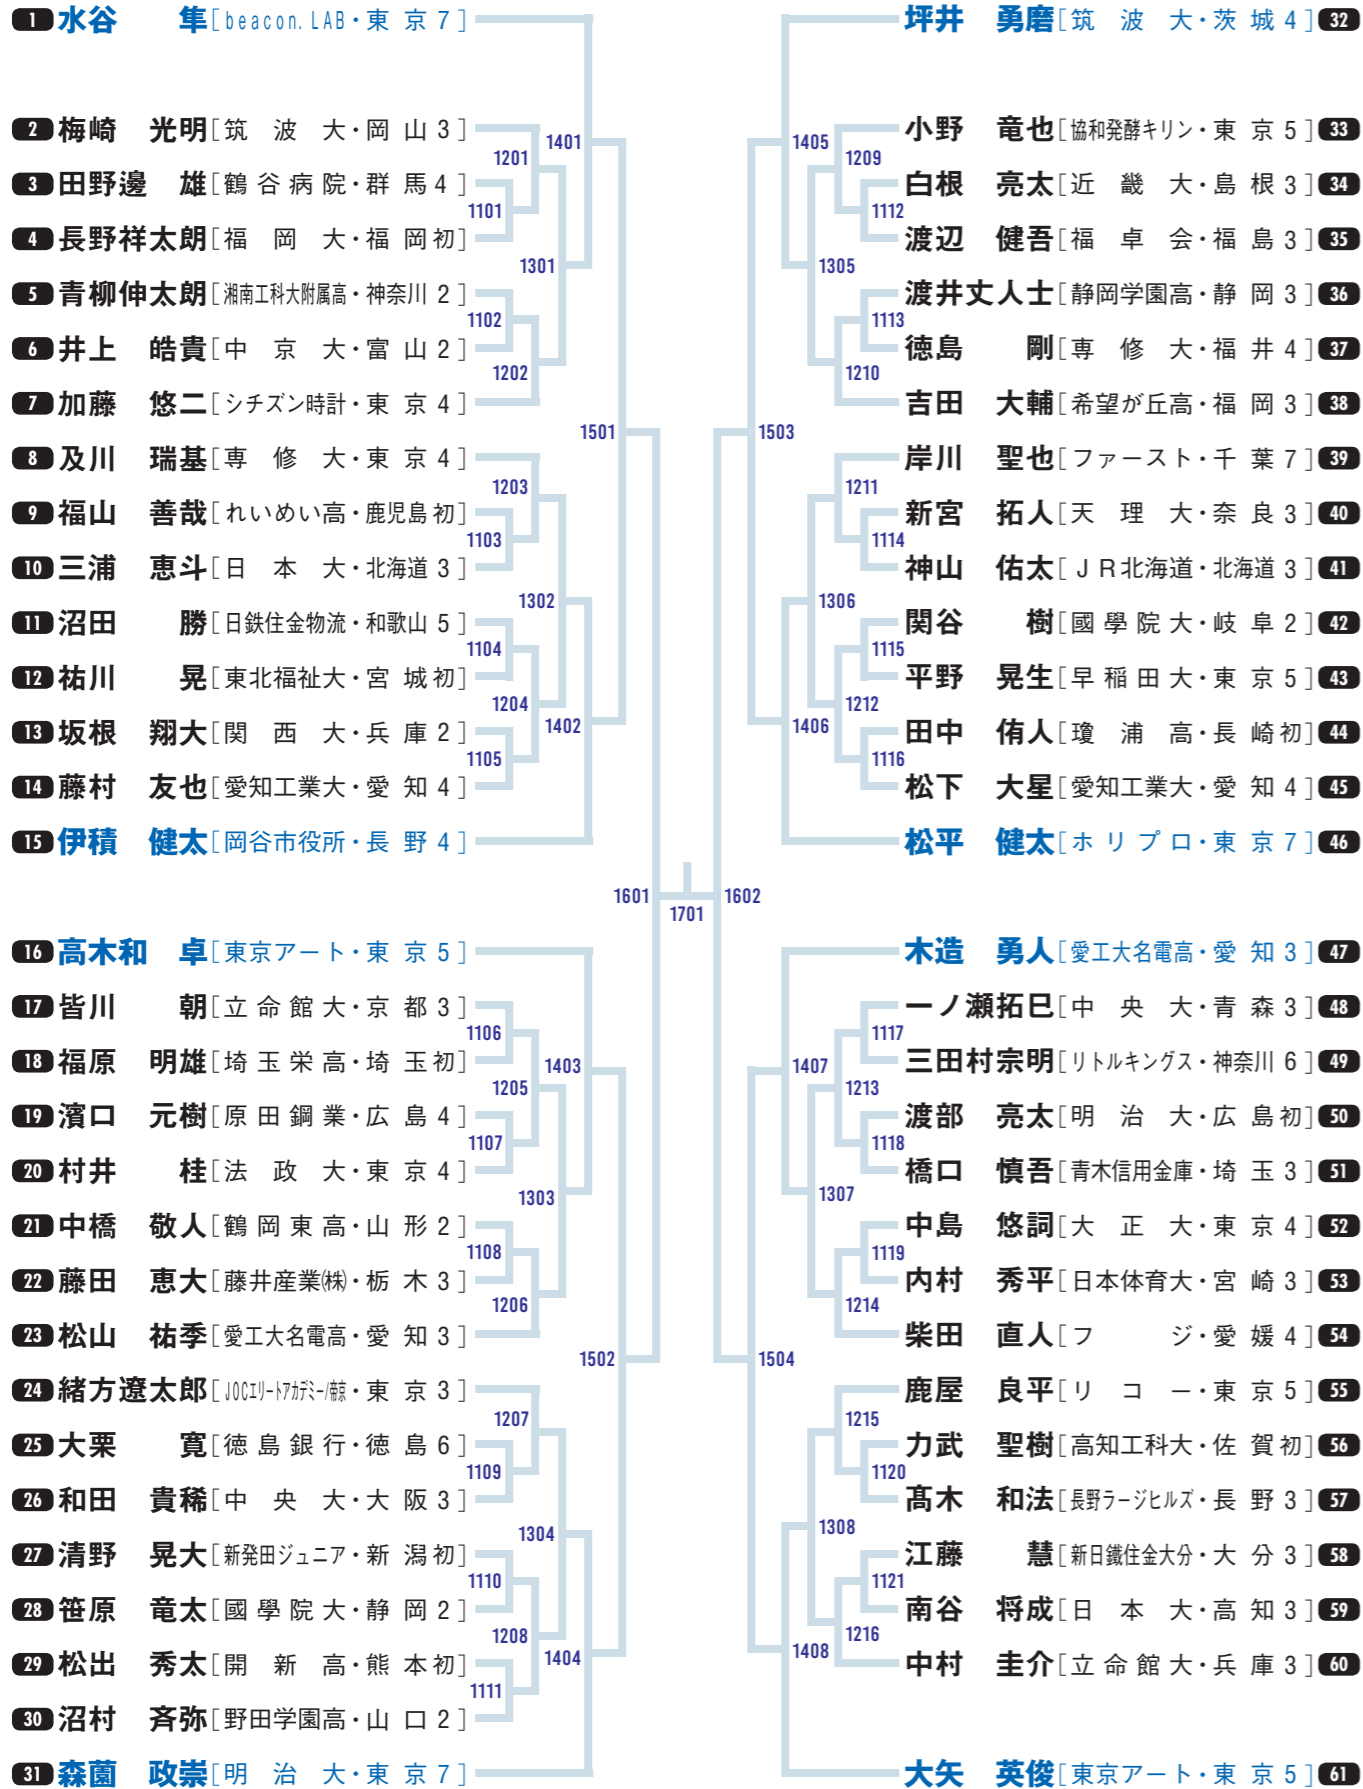 1 水谷 隼[beacon.LAB・東京7]
2 梅崎 光明[筑波大・岡山3]
3 田野邊 雄[鶴谷病院・群馬4]
4 長野祥太朗[福岡大・福岡初]
5 青柳伸太朗[湘南工科大附属高・神奈川2]
6 井上 皓貴[中京大・富山2]
7 加藤 悠二[シチズン時計・東京4]
8 及川 瑞基[専修大・東京4]
9 福山 善哉[れいめい高・鹿児島初]
10 三浦 恵斗[日本大・北海道3]
11 沼田 勝[日鉄住金物流・和歌山5]
12 祐川 晃[東北福祉大・宮城初]
13 坂根 翔大[関西大・兵庫2]
14 藤村 友也[愛知工業大・愛知4]
15 伊積 健太[岡谷市役所・長野4]
16 高木和 卓[東京アート・東京5]
17 皆川 朝[立命館大・京都3]
18 福原 明雄[埼玉栄高・埼玉初]
19 濱口 元樹[原田鋼業・広島4]
20 村井 桂[法政大・東京4]
21 中橋 敬人[鶴岡東高・山形2]
22 藤田 恵大[藤井産業㈱・栃木3]
23 松山 祐季[愛工大名電高・愛知3]
24 緒方遼太郎[JOCエリートアカデミー/帝京・東京3]
25 大栗 寛[徳島銀行・徳島6]
26 和田 貴稀[中央大・大阪3]
27 清野 晃大[新発田ジュニア・新潟初]
28 笹原 竜太[國學院大・静岡2]
29 松出 秀太[開新高・熊本初]
30 沼村 斉弥[野田学園高・山口2]
31 森薗 政崇[明治大・東京7]
1401
1201
1101
1301
1102
1202
1501
1203
1103
1302
1104
1204
1402
1105
1601
1701
1602
1106
1403
1205
1107
1303
1108
1206
1502
1207
1109
1304
1110
1208
1404
1111
坪井 勇磨[筑波大・茨城4] 32
小野 竜也[協和発酵キリン・東京5] 33
白根 亮太[近畿大・島根3] 34
渡辺 健吾[福卓会・福島3] 35
渡井丈人士[静岡学園高・静岡3] 36
徳島 剛[専修大・福井4] 37
吉田 大輔[希望が丘高・福岡3] 38
岸川 聖也[ファースト・千葉7] 39
新宮 拓人[天理大・奈良3] 40
神山 佑太[JR北海道・北海道3] 41
関谷 樹[國學院大・岐阜2] 42
平野 晃生[早稲田大・東京5] 43
田中 侑人[瓊浦高・長崎初] 44
松下 大星[愛知工業大・愛知4] 45
松平 健太[ホリプロ・東京7] 46
木造 勇人[愛工大名電高・愛知3] 47
一ノ瀬拓巳[中央大・青森3] 48
三田村宗明[リトルキングス・神奈川6] 49
渡部 亮太[明治大・広島初] 50
橋口 慎吾[青木信用金庫・埼玉3] 51
中島 悠詞[大正大・東京4] 52
内村 秀平[日本体育大・宮崎3] 53
柴田 直人[フジ・愛媛4] 54
鹿屋 良平[リコー・東京5] 55
力武 聖樹[高知工科大・佐賀初] 56
髙木 和法[長野ラージヒルズ・長野3] 57
江藤 慧[新日鐵住金大分・大分3] 58
南谷 将成[日本大・高知3] 59
中村 圭介[立命館大・兵庫3] 60
大矢 英俊[東京アート・東京5] 61
1405
1209
1112
1305
1113
1210
1503
1211
1114
1306
1115
1212
1406
1116
1117
1407
1213
1118
1307
1119
1214
1504
1215
1120
1308
1121
1216
1408